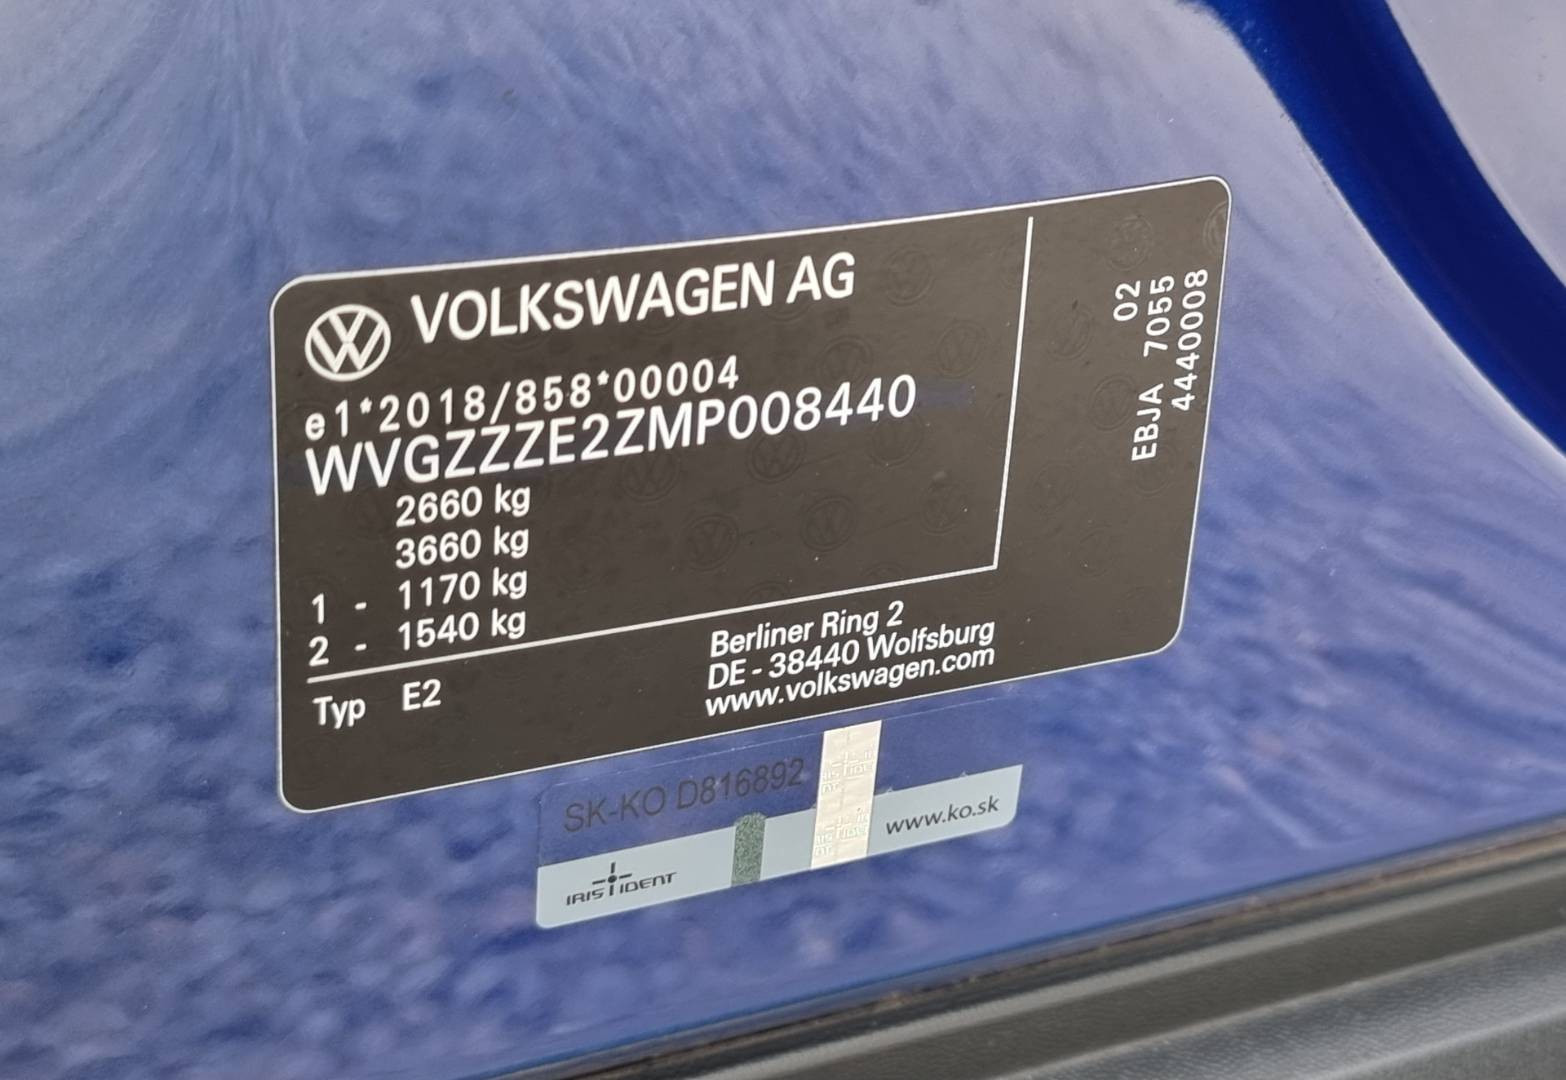 VOLKSWAGEN AG
e1*2018/858*00004
WVGZZZE2ZMP008440
2660 kg
3660 kg
1 - 1170 kg
2 - 1540 kg
Typ E2
Berliner Ring 2
DE - 38440 Wolfsburg
www.volkswagen.com
02
EBJA 7055
4440008
SK-KO D816892
IRIS IDENT
www.ko.sk